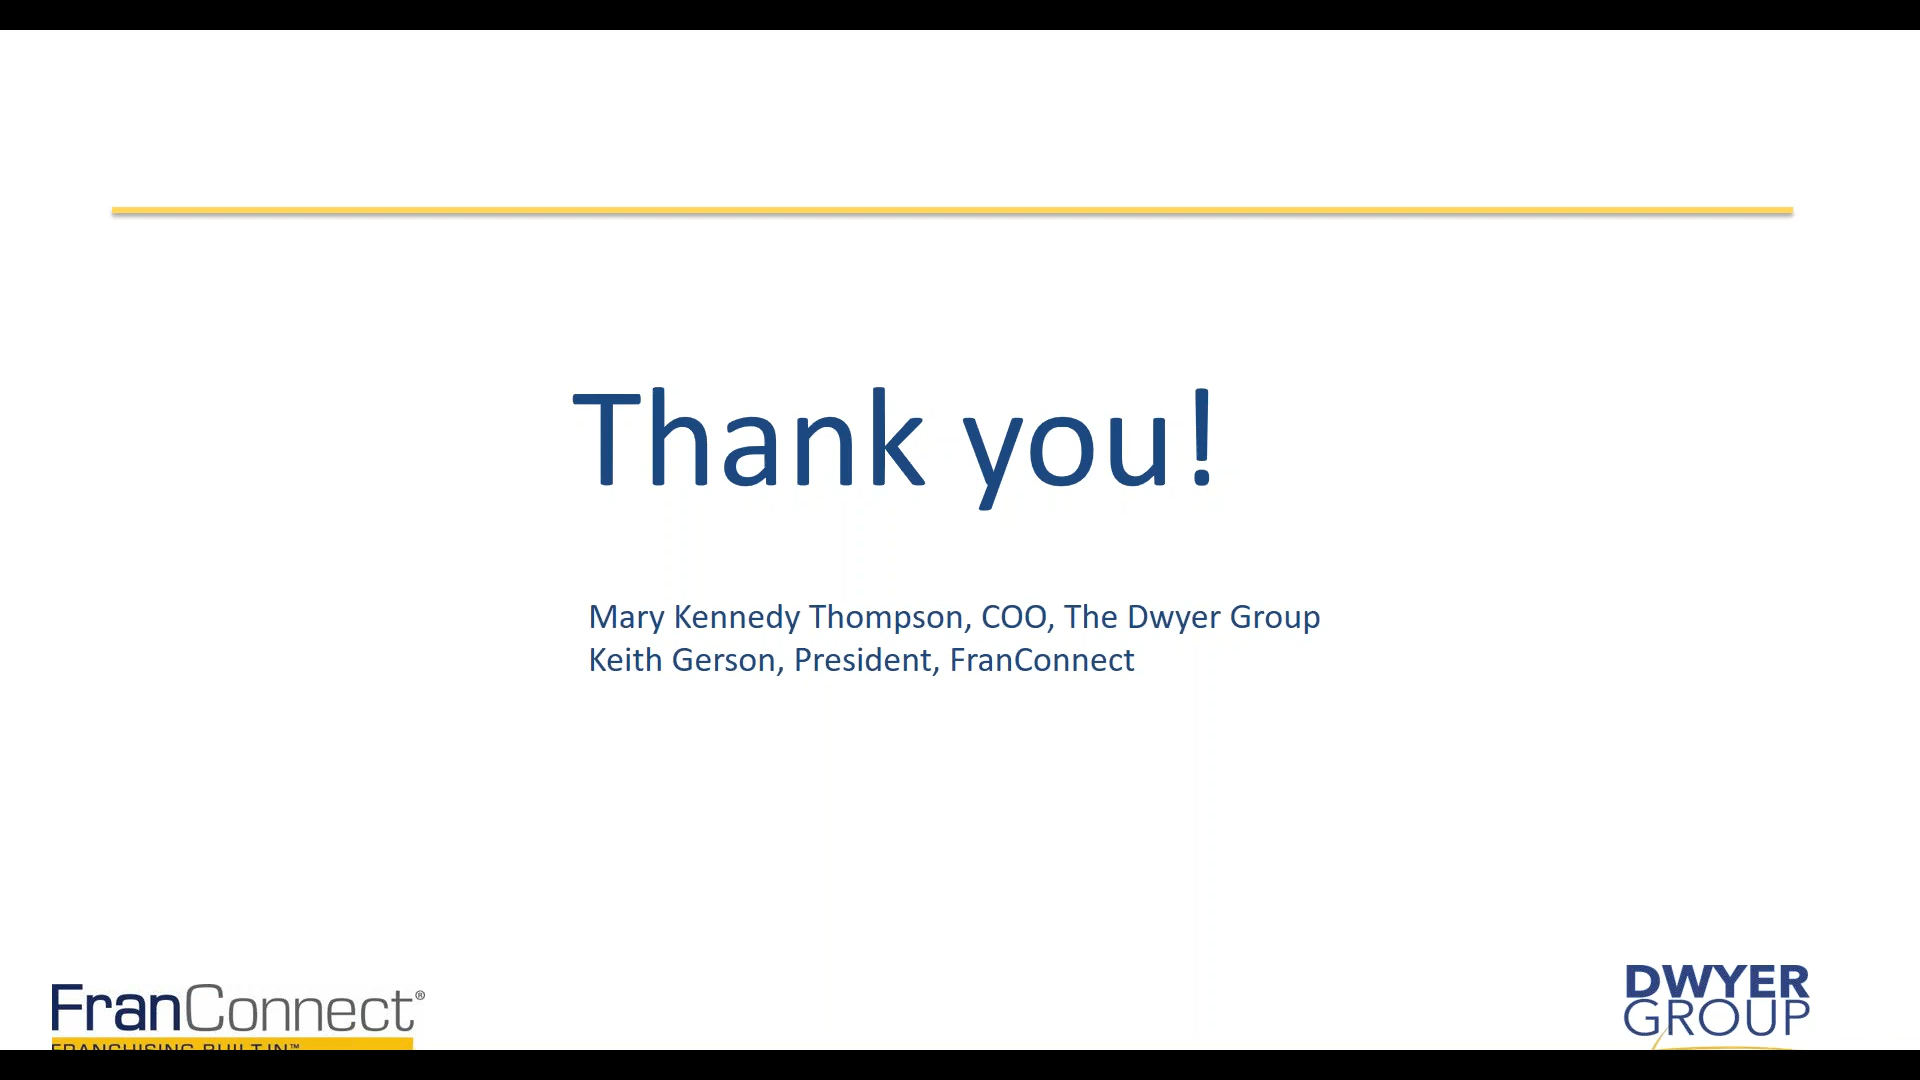 Thank you!
Mary Kennedy Thompson, COO, The Dwyer Group
Keith Gerson, President, FranConnect
FranConnect®
FRANCHISING BUILT IN™
DWYER
GROUP